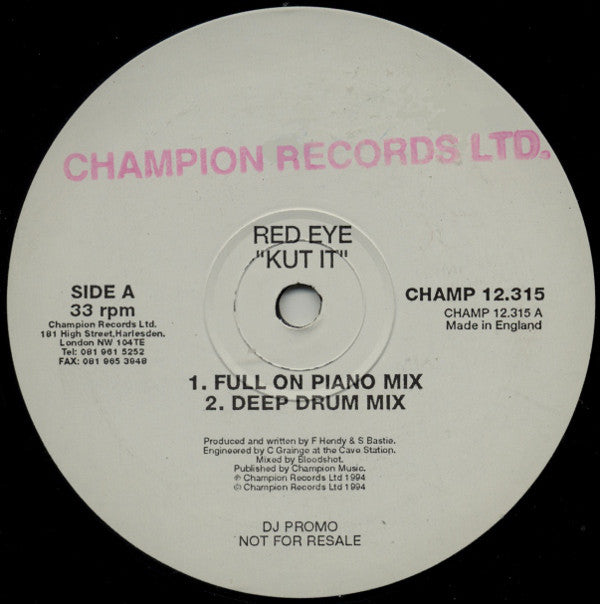 CHAMPION RECORDS LTD.
RED EYE
"KUT IT"
SIDE A
33 rpm
Champion Records Ltd.
181 High Street,Harlesden.
London NW 104TE
Tel: 081 961 5252
FAX: 081 965 3948
CHAMP 12.315
CHAMP 12.315 A
Made in England
1. FULL ON PIANO MIX
2. DEEP DRUM MIX
Produced and written by F Hendy & S Bastie.
Engineered by C Grainge at the Cave Station.
Mixed by Bloodshot.
Published by Champion Music.
℗ Champion Records Ltd 1994
© Champion Records Ltd 1994
DJ PROMO
NOT FOR RESALE